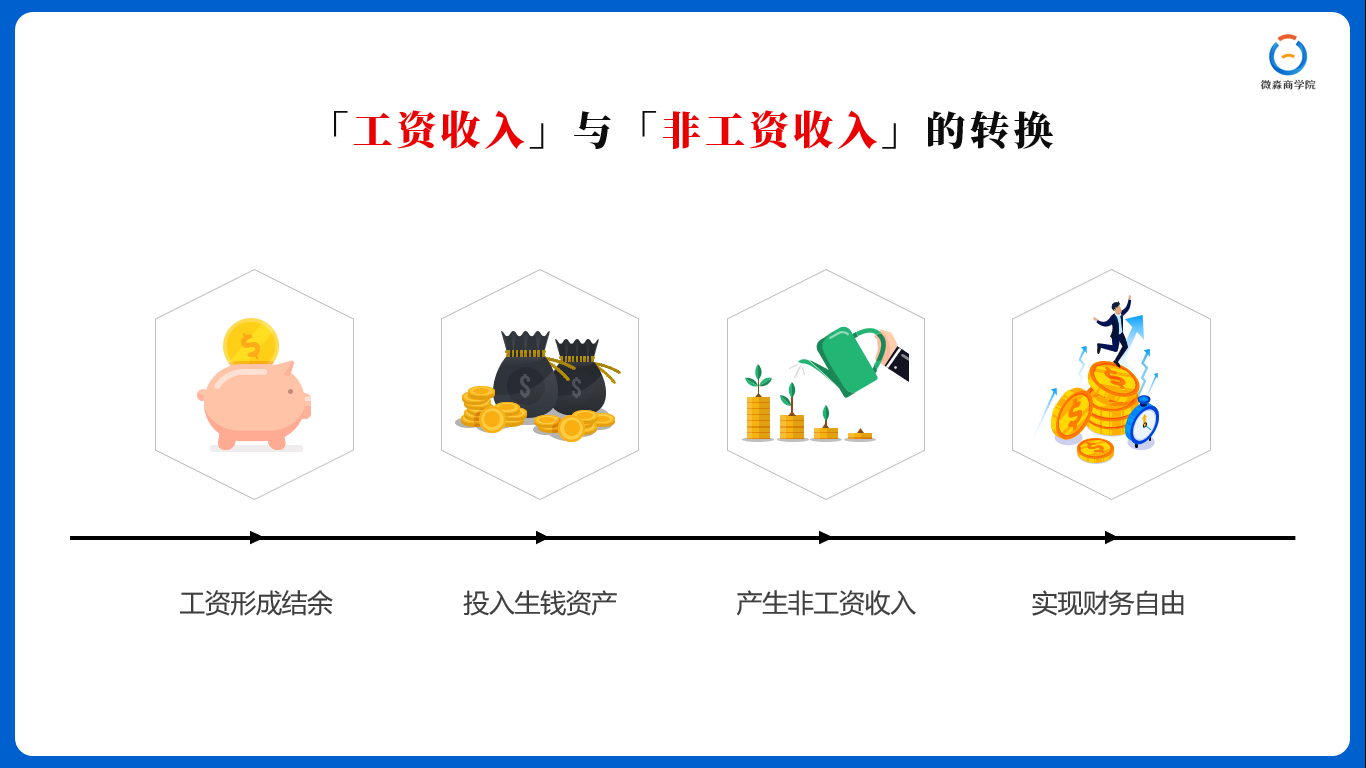 微淼商学院
「工资收入」与「非工资收入」的转换
工资形成结余
投入生钱资产
产生非工资收入
实现财务自由